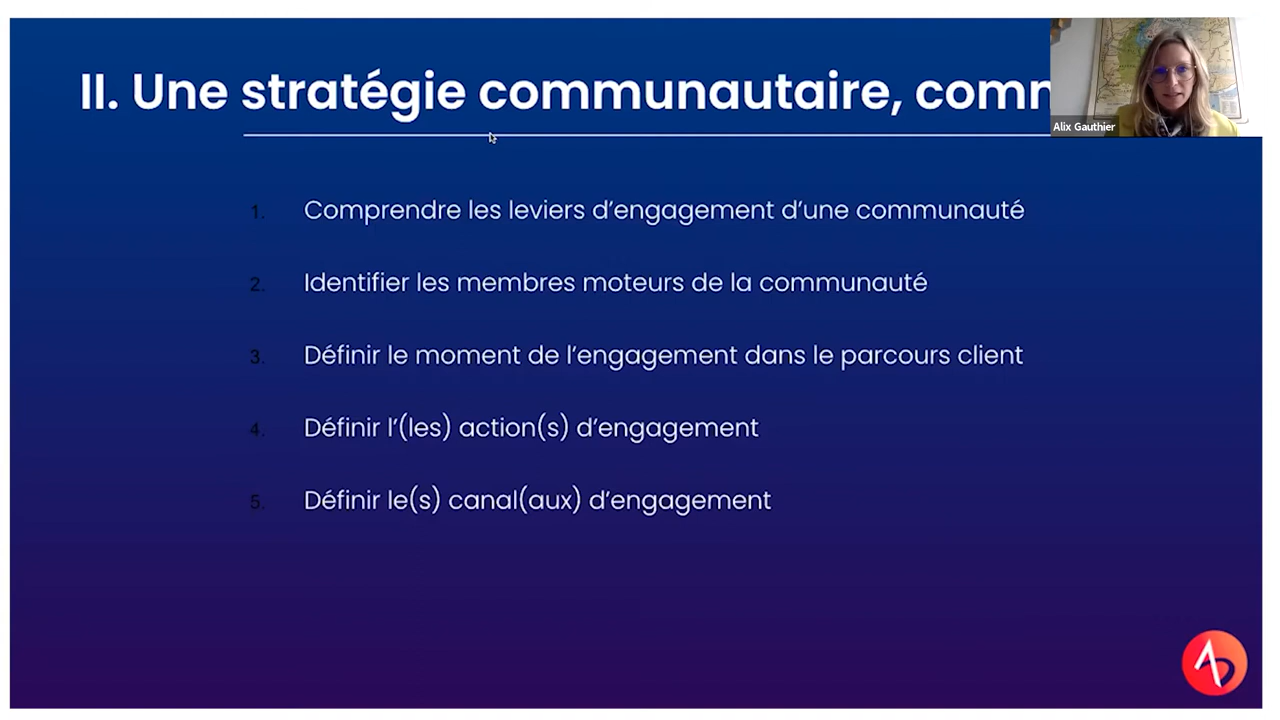 II. Une stratégie communautaire, comm
Alix Gauthier
1. Comprendre les leviers d’engagement d’une communauté
2. Identifier les membres moteurs de la communauté
3. Définir le moment de l’engagement dans le parcours client
4. Définir l’(les) action(s) d’engagement
5. Définir le(s) canal(aux) d’engagement